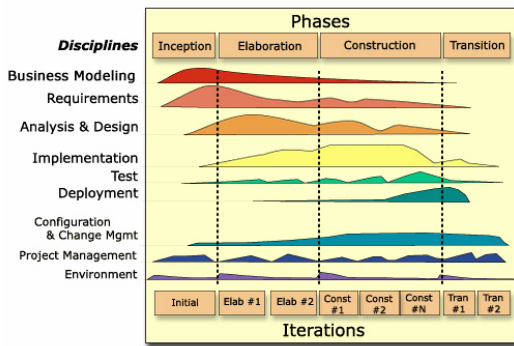 Phases
Disciplines
Inception
Elaboration
Construction
Transition
Business Modeling
Requirements
Analysis & Design
Implementation
Test
Deployment
Configuration
& Change Mgmt
Project Management
Environment
Initial
Elab #1
Elab #2
Const
#1
Const
#2
Const
#N
Tran
#1
Tran
#2
Iterations